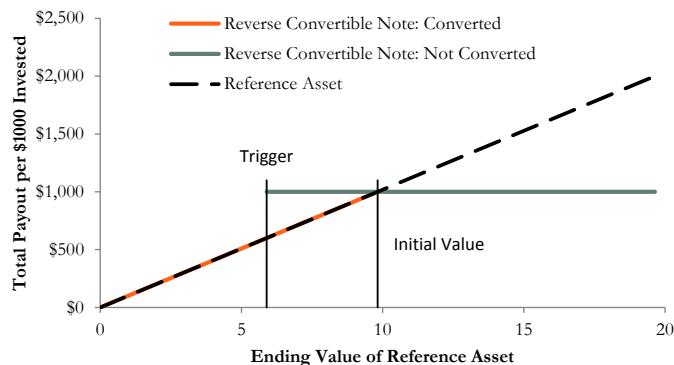 $2,500
Reverse Convertible Note: Converted
Reverse Convertible Note: Not Converted
Reference Asset
$2,000
$1,500
$1,000
$500
$0
Total Payout per $1000 Invested
Trigger
Initial Value
0 5 10 15 20
Ending Value of Reference Asset